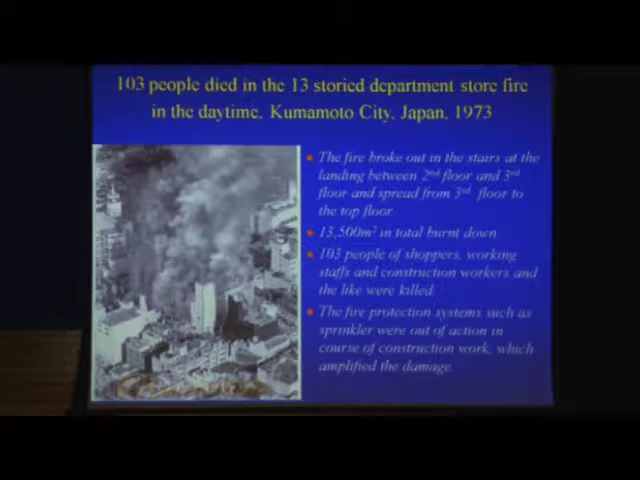 103 people died in the 13 storied department store fire
in the daytime, Kumamoto City, Japan, 1973
The fire broke out in the stairs at the
landing between 2nd floor and 3rd
floor and spread from 3rd floor to
the top floor.
13,500m² in total burnt down.
103 people of shoppers, working
staffs and construction workers and
the like were killed.
The fire protection systems such as
sprinkler were out of action in
course of construction work, which
amplified the damage.